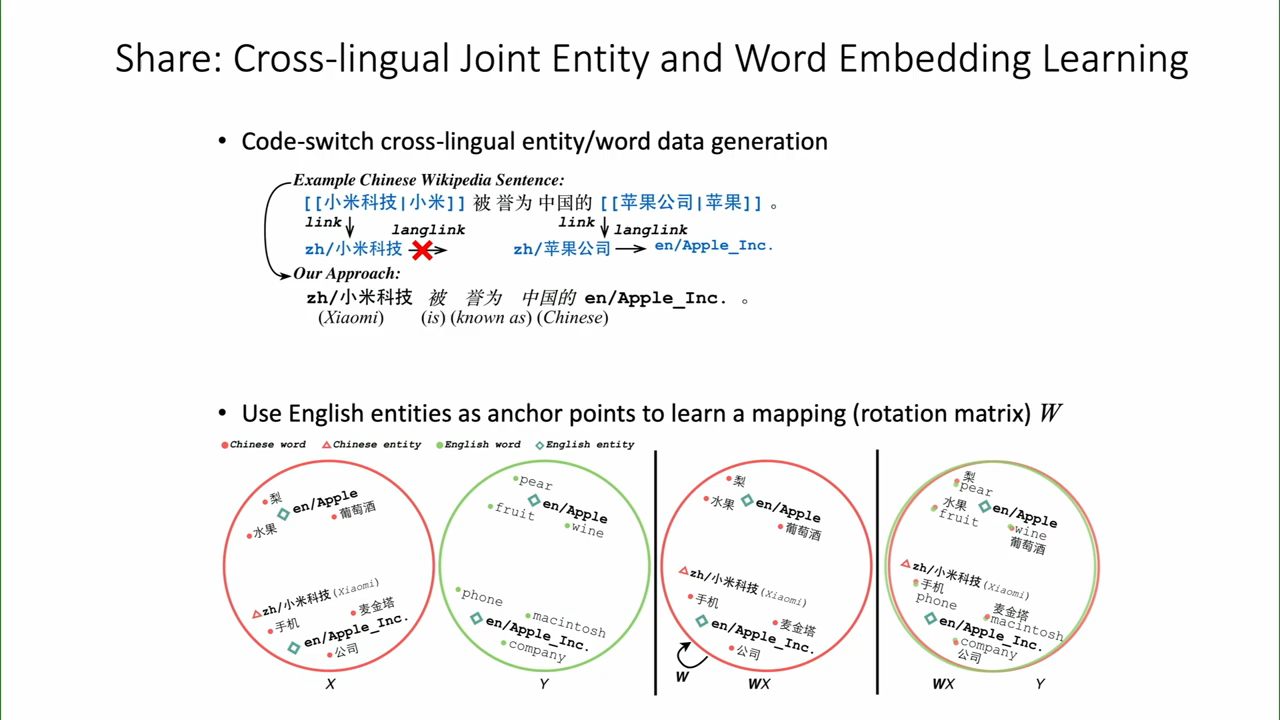 Share: Cross-lingual Joint Entity and Word Embedding Learning
• Code-switch cross-lingual entity/word data generation
Example Chinese Wikipedia Sentence:
[[小米科技|小米]] 被 誉为 中国的 [[苹果公司|苹果]] 。
link langlink link langlink
zh/小米科技 zh/苹果公司 en/Apple_Inc.
Our Approach:
zh/小米科技 被 誉为 中国的 en/Apple_Inc. 。
(Xiaomi) (is) (known as) (Chinese)
• Use English entities as anchor points to learn a mapping (rotation matrix) W
Chinese word Chinese entity English word English entity
梨
en/Apple
葡萄酒
水果
zh/小米科技(Xiaomi)
麦金塔
手机
en/Apple_Inc.
公司
X
pear
en/Apple
fruit
wine
phone
macintosh
en/Apple_Inc.
company
Y
梨
en/Apple
水果
葡萄酒
zh/小米科技(Xiaomi)
手机
麦金塔
en/Apple_Inc.
公司
W
WX
梨
pear
水果
en/Apple
fruit
wine
葡萄酒
zh/小米科技(Xiaomi)
手机
phone
麦金塔
macintosh
en/Apple_Inc.
company
公司
WX Y